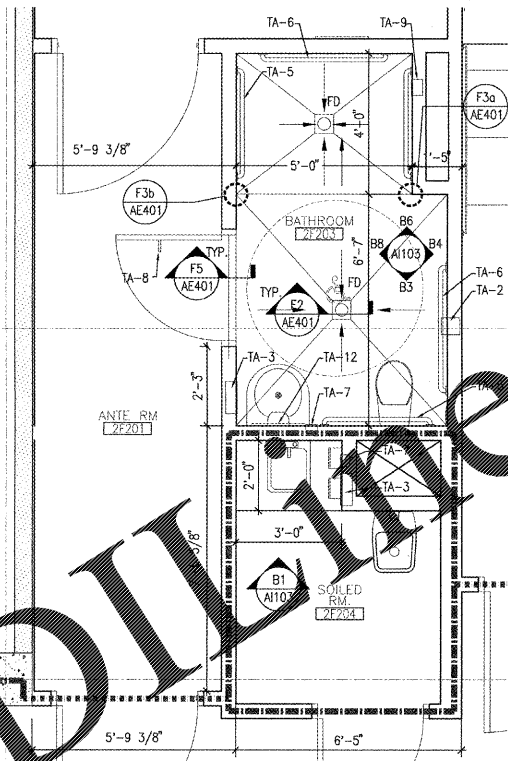 TA-6
TA-9
TA-5
FD
F3a
AE401
4'-0"
5'-9 3/8"
5'-0"
F3b
AE401
BATHROOM
2F203
B6
B8
AI103
B4
B3
6'-7"
TYP.
F5
AE401
TA-8
TYP.
E2
AE401
FD
TA-6
TA-2
TA-3
TA-12
TA-7
2'-3"
ANTE RM
2F201
2'-0"
TA-3
3'-0"
B1
AI103
SOILED
RM.
2F204
5'-9 3/8"
6'-5"
DILine